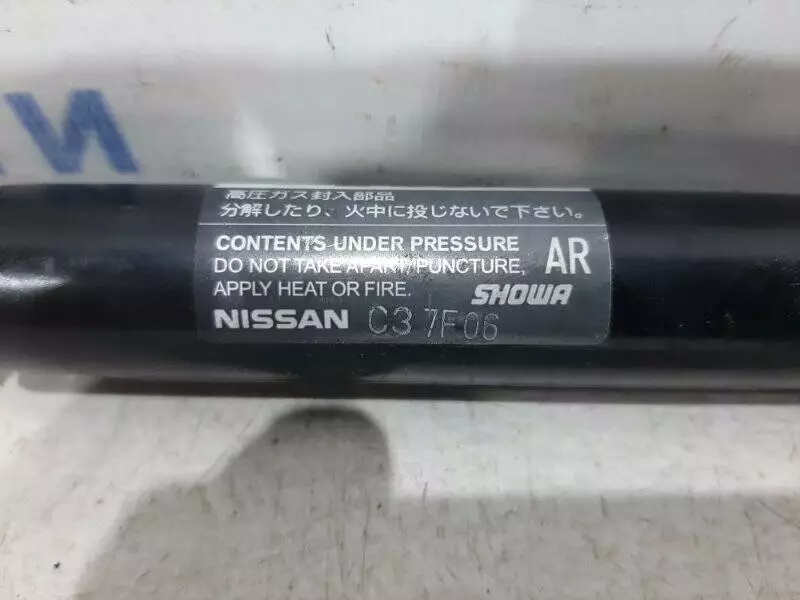 高圧ガス封入部品
分解したり、火中に投じないで下さい。
CONTENTS UNDER PRESSURE
DO NOT TAKE APART/PUNCTURE,
APPLY HEAT OR FIRE.
AR
SHOWA
NISSAN C3 7F06